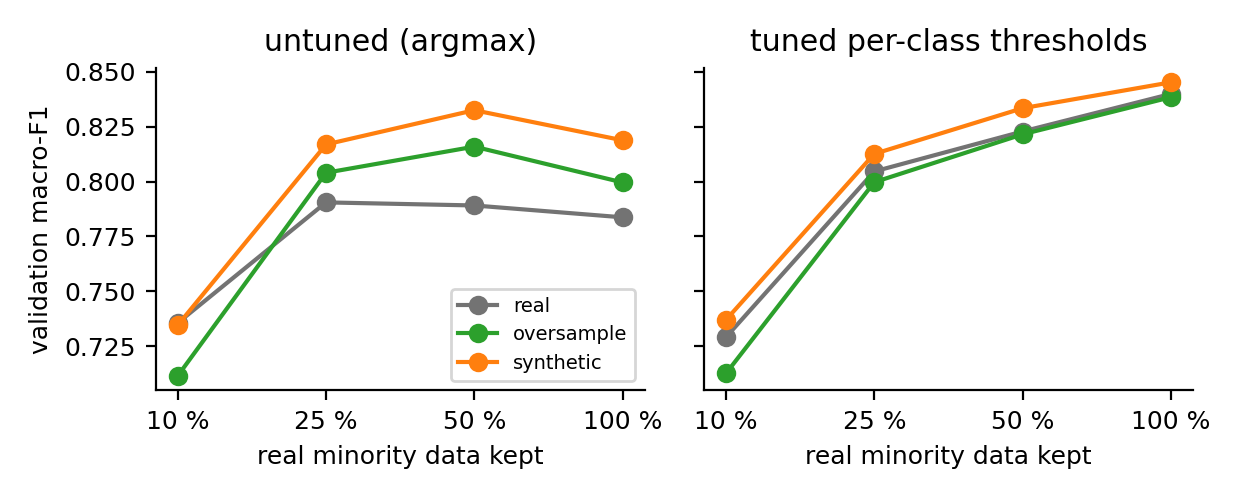 untuned (argmax)
tuned per-class thresholds
validation macro-F1
0.850
0.825
0.800
0.775
0.750
0.725
real
oversample
synthetic
10 % 25 % 50 % 100 %
10 % 25 % 50 % 100 %
real minority data kept
real minority data kept